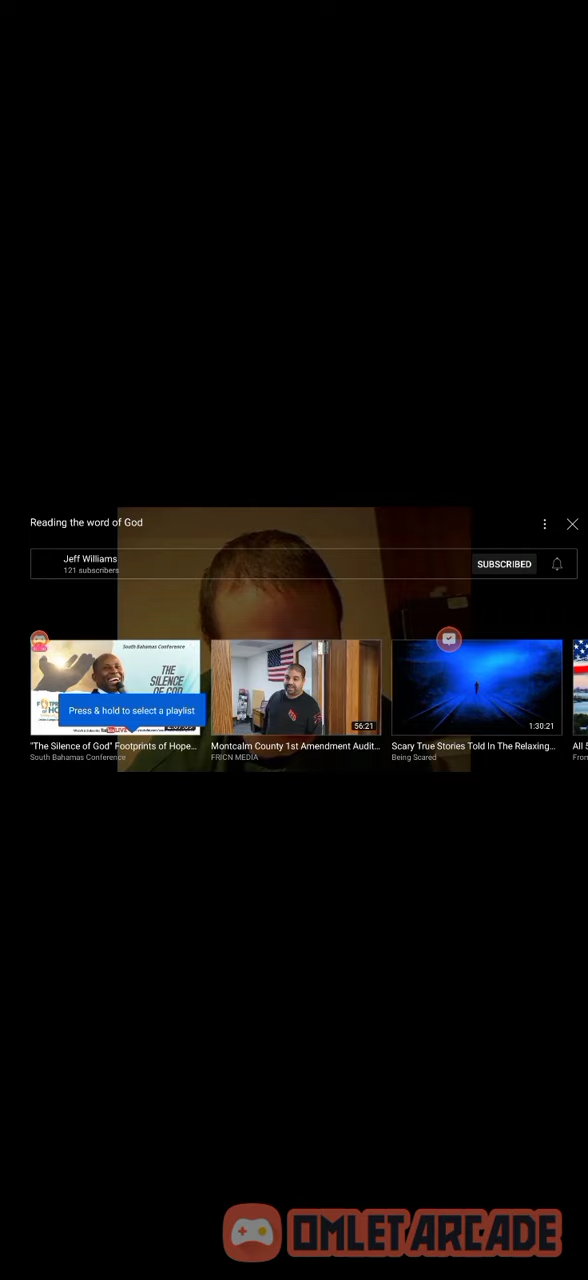 Reading the word of God
Jeff Williams
121 subscribers
SUBSCRIBED
South Bahamas Conference
THE
SILENCE
OF GOD
Press & hold to select a playlist
56:21
1:30:21
"The Silence of God" Footprints of Hope...
South Bahamas Conference
Montcalm County 1st Amendment Audit...
FRICN MEDIA
Scary True Stories Told In The Relaxing...
Being Scared
All
Fron
OMLET ARCADE